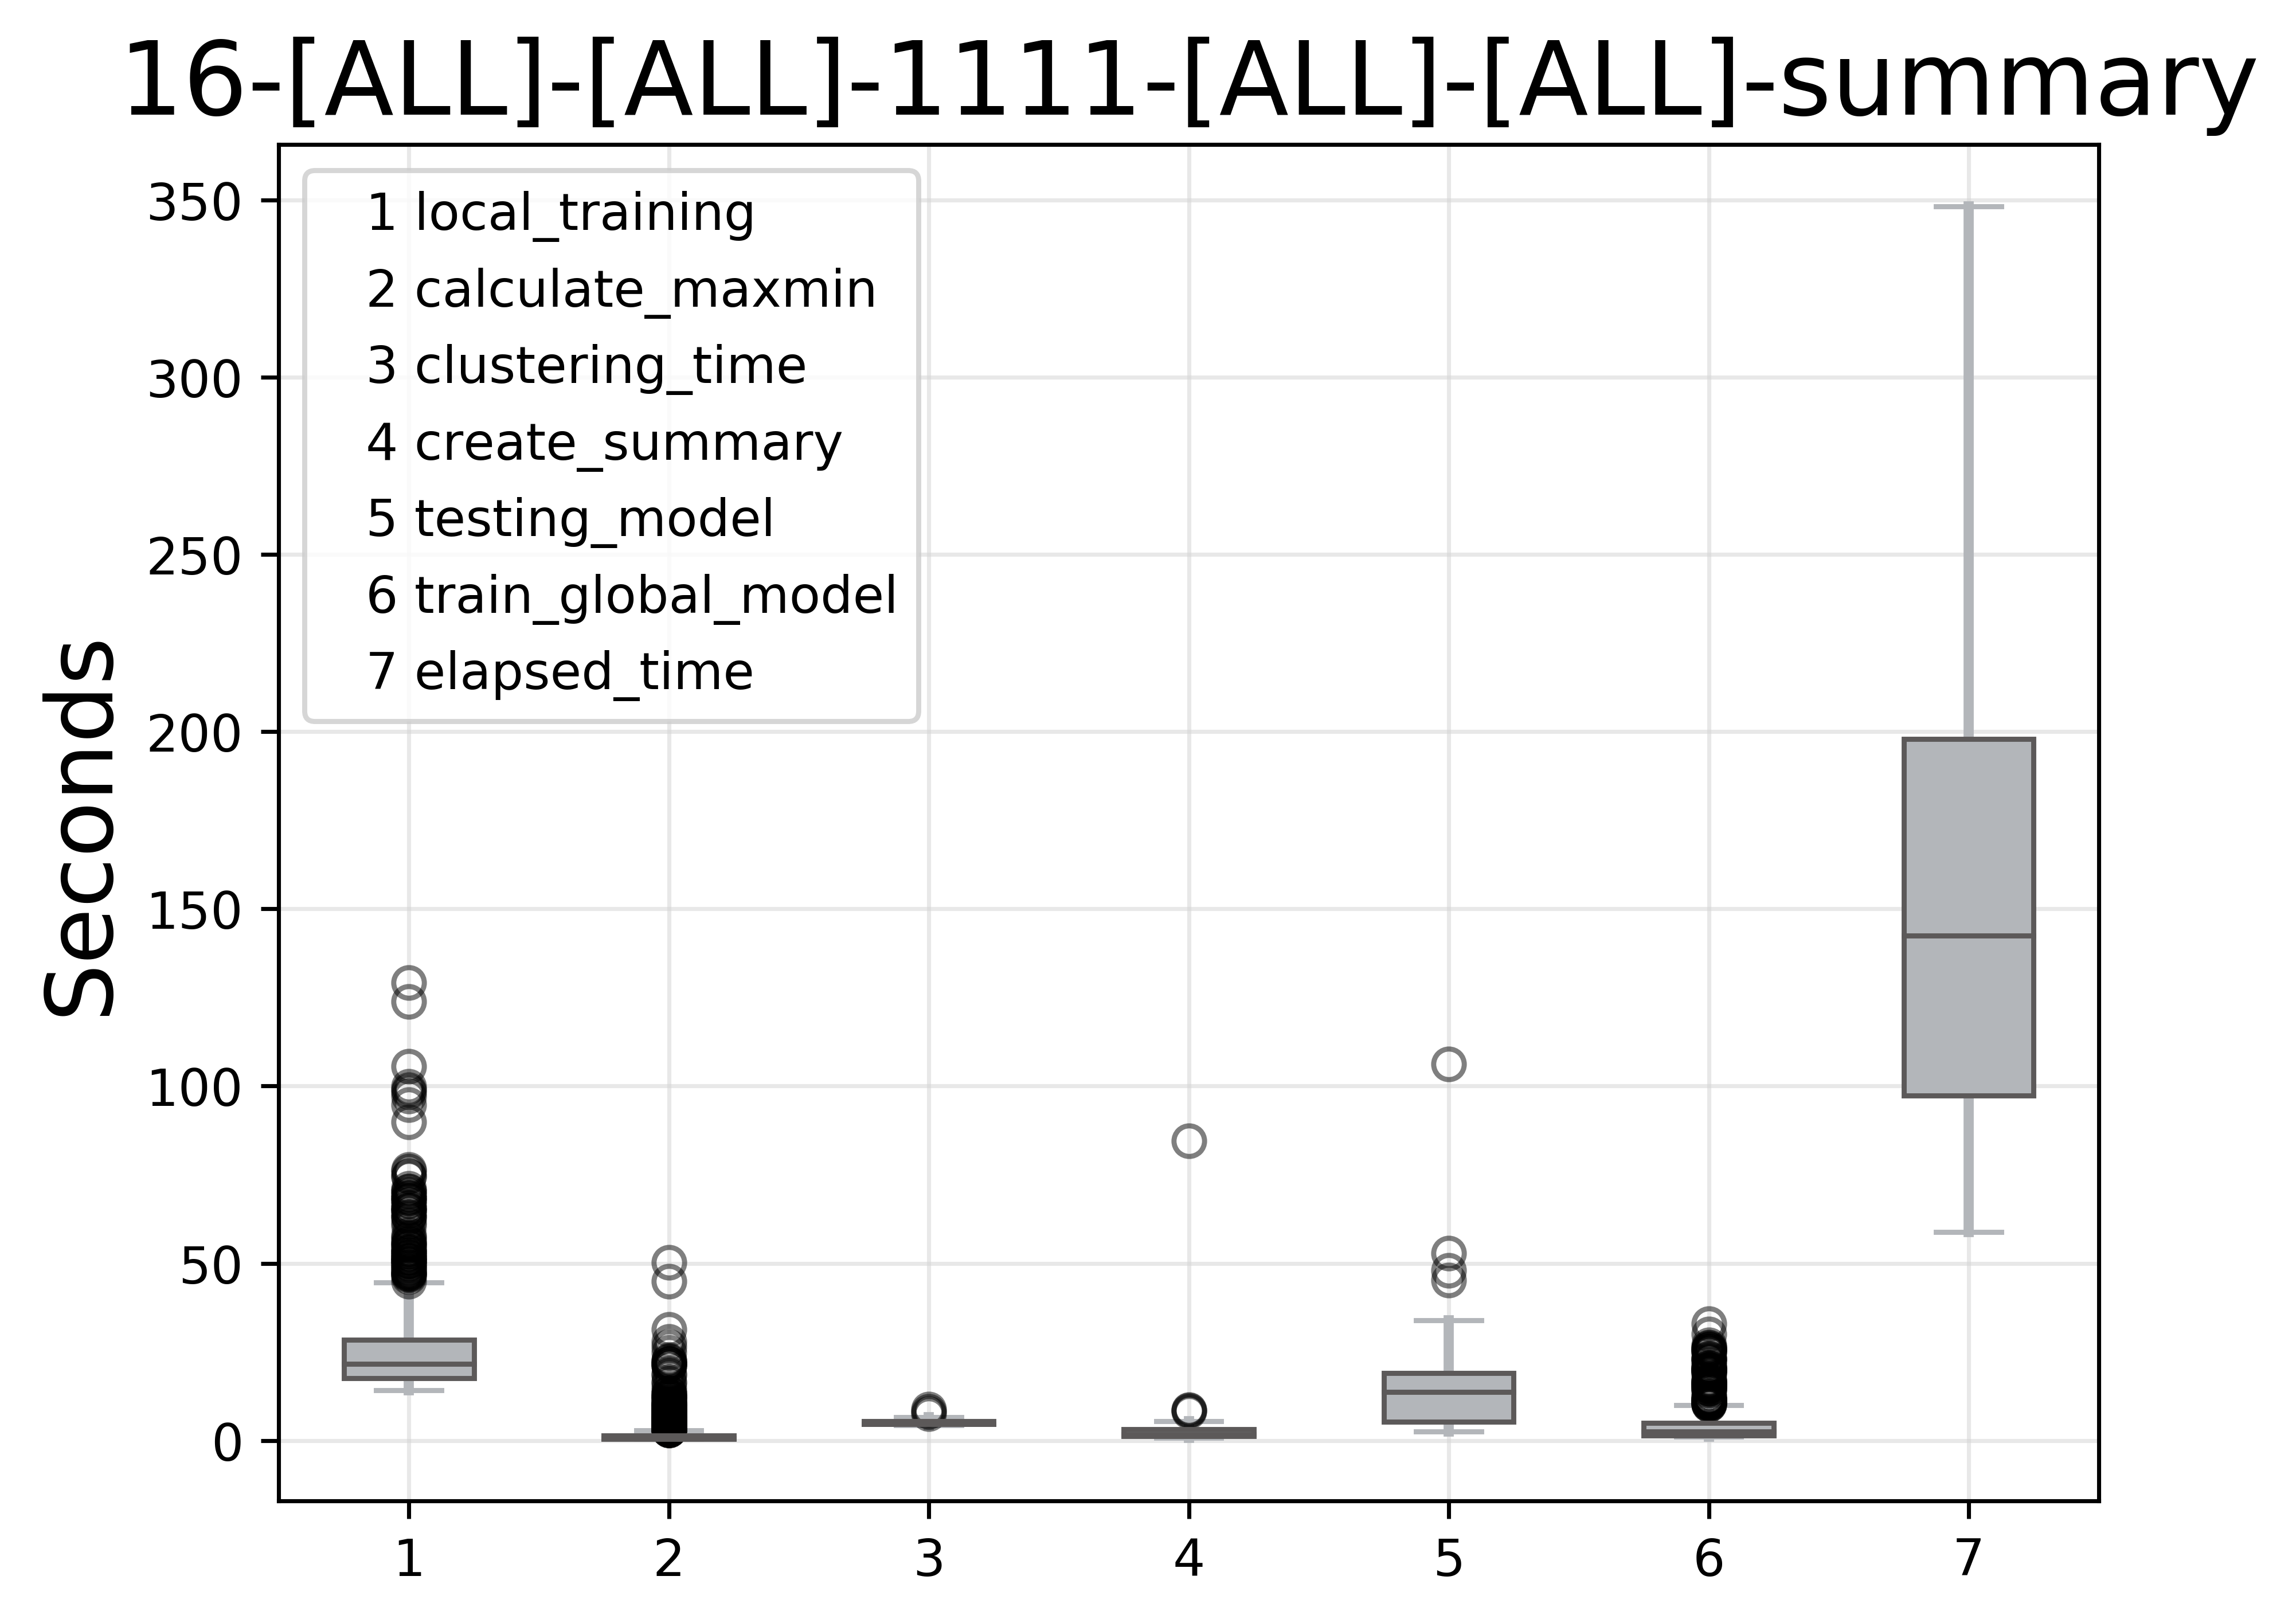 16-[ALL]-[ALL]-1111-[ALL]-[ALL]-summary
Seconds
350
300
250
200
150
100
50
0
1 local_training
2 calculate_maxmin
3 clustering_time
4 create_summary
5 testing_model
6 train_global_model
7 elapsed_time
1 2 3 4 5 6 7